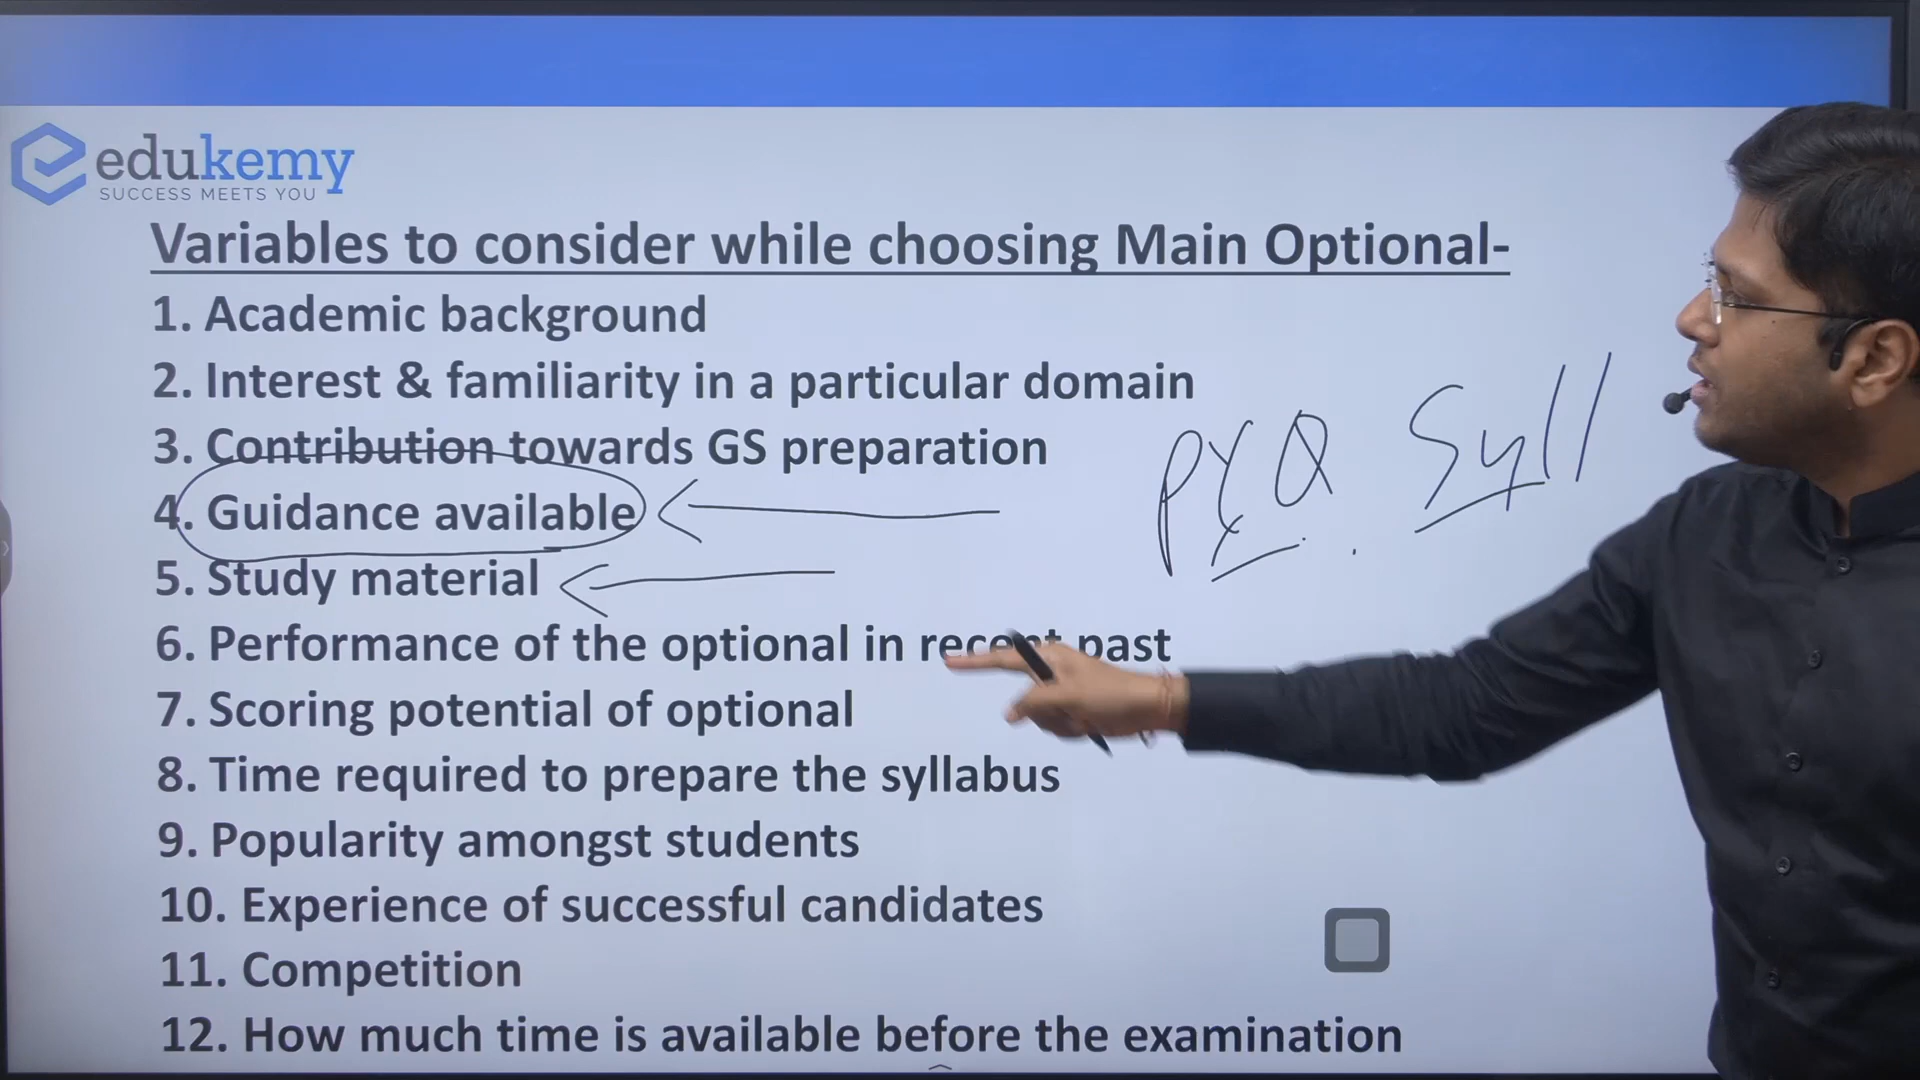 edukemy
SUCCESS MEETS YOU
Variables to consider while choosing Main Optional-
1. Academic background
2. Interest & familiarity in a particular domain
3. Contribution towards GS preparation
4. Guidance available
5. Study material
6. Performance of the optional in recent past
7. Scoring potential of optional
8. Time required to prepare the syllabus
9. Popularity amongst students
10. Experience of successful candidates
11. Competition
12. How much time is available before the examination
PYQ. Syll